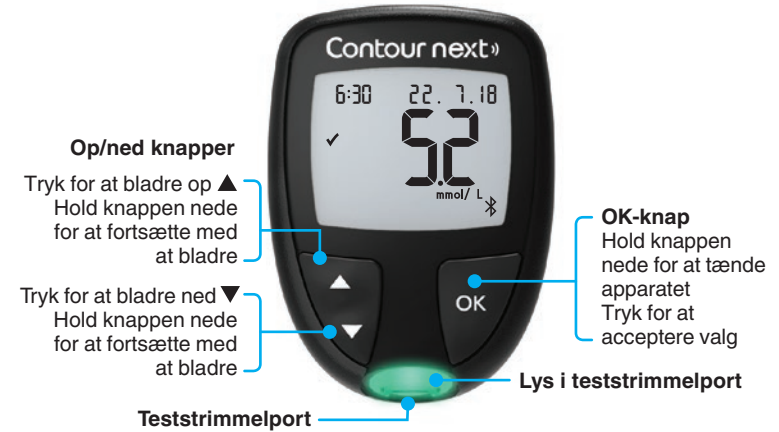 Contour next
6:30 22. 7.18
✓ 5.2
mmol/ L
OK
Op/ned knapper
Tryk for at bladre op ▲
Hold knappen nede
for at fortsætte med
at bladre
Tryk for at bladre ned ▼
Hold knappen nede
for at fortsætte med
at bladre
OK-knap
Hold knappen
nede for at tænde
apparatet
Tryk for at
acceptere valg
Lys i teststrimmelport
Teststrimmelport